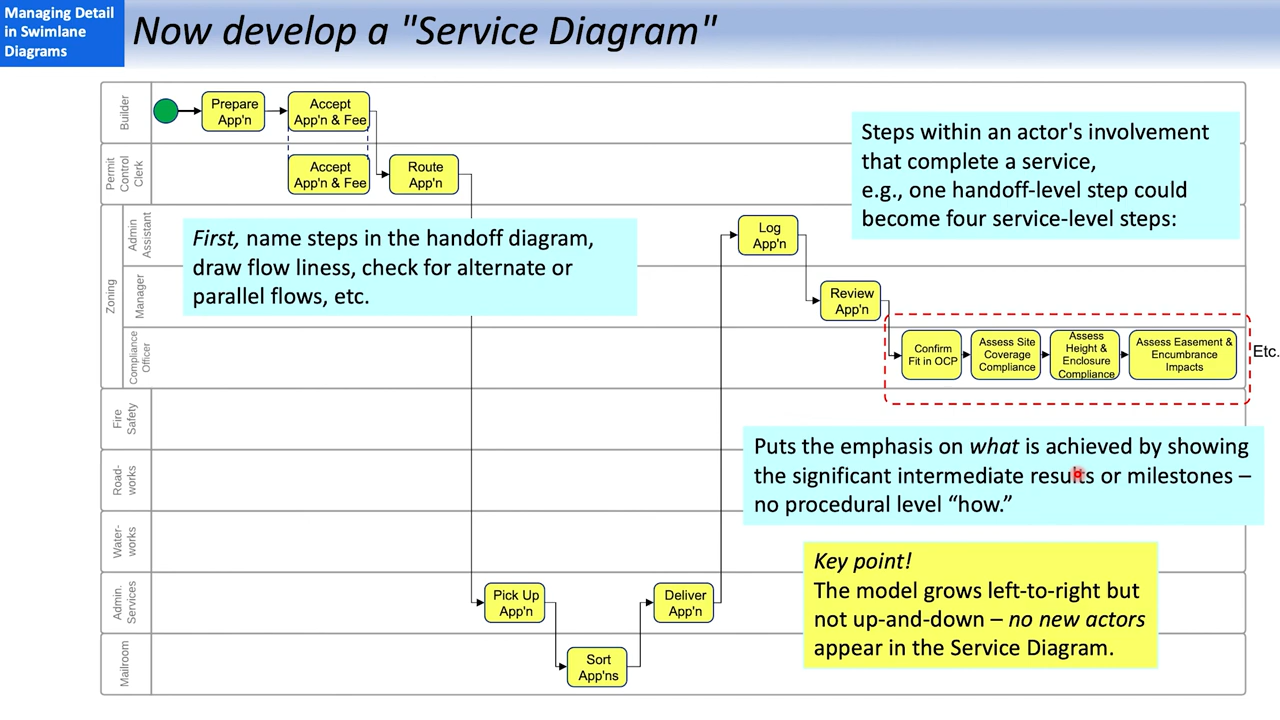 Managing Detail
in Swimlane
Diagrams
Now develop a "Service Diagram"
Builder
Prepare
App'n
Accept
App'n & Fee
Permit
Control
Clerk
Accept
App'n & Fee
Route
App'n
Steps within an actor's involvement
that complete a service,
e.g., one handoff-level step could
become four service-level steps:
First, name steps in the handoff diagram,
draw flow liness, check for alternate or
parallel flows, etc.
Zoning
Admin
Assistant
Log
App'n
Manager
Review
App'n
Compliance
Officer
Confirm
Fit in OCP
Assess Site
Coverage
Compliance
Assess
Height &
Enclosure
Compliance
Assess Easement &
Encumbrance
Impacts
Etc.
Fire
Safety
Road-
works
Puts the emphasis on what is achieved by showing
the significant intermediate results or milestones –
no procedural level “how.”
Water-
works
Key point!
The model grows left-to-right but
not up-and-down – no new actors
appear in the Service Diagram.
Admin.
Services
Pick Up
App'n
Deliver
App'n
Mailroom
Sort
App'ns